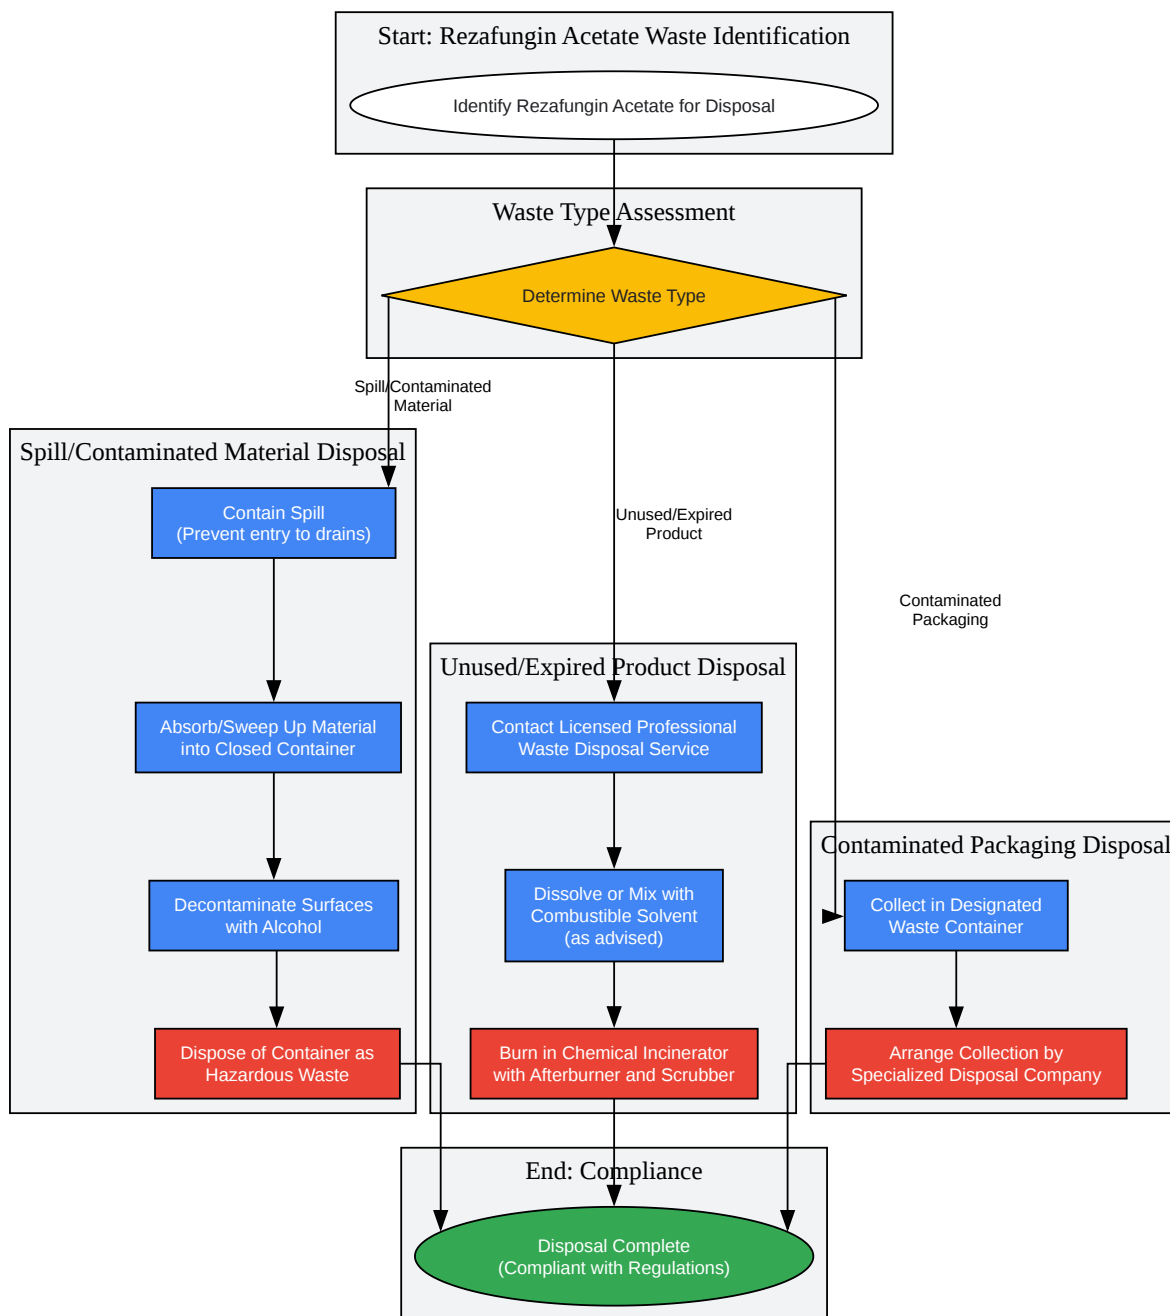 Start: Rezafungin Acetate Waste Identification
Identify Rezafungin Acetate for Disposal
Waste Type Assessment
Determine Waste Type
Spill/Contaminated
Material
Spill/Contaminated Material Disposal
Contain Spill
(Prevent entry to drains)
Absorb/Sweep Up Material
into Closed Container
Decontaminate Surfaces
with Alcohol
Dispose of Container as
Hazardous Waste
Unused/Expired
Product
Unused/Expired Product Disposal
Contact Licensed Professional
Waste Disposal Service
Dissolve or Mix with
Combustible Solvent
(as advised)
Burn in Chemical Incinerator
with Afterburner and Scrubber
Contaminated
Packaging
Contaminated Packaging Disposal
Collect in Designated
Waste Container
Arrange Collection by
Specialized Disposal Company
End: Compliance
Disposal Complete
(Compliant with Regulations)